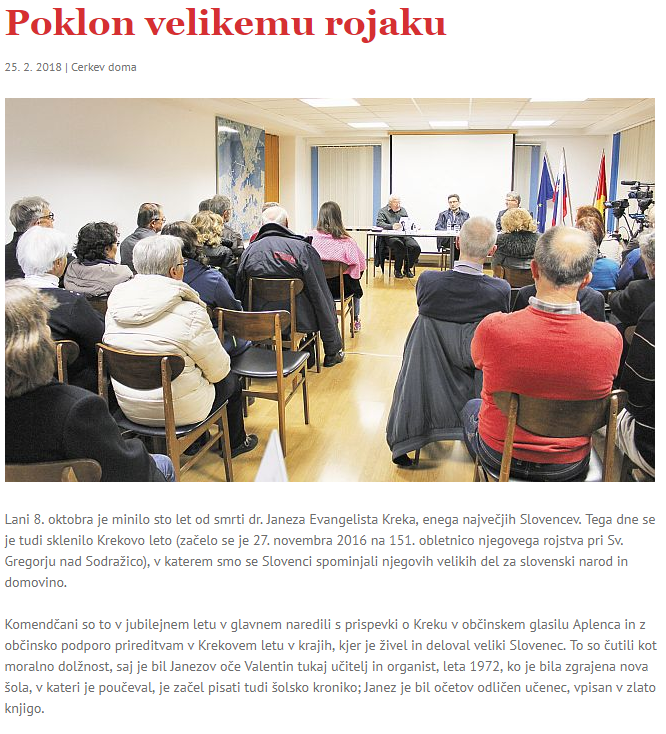 Poklon velikemu rojaku
25. 2. 2018 | Cerkev doma
Lani 8. oktobra je minilo sto let od smrti dr. Janeza Evangelista Kreka, enega največjih Slovencev. Tega dne se
je tudi sklenilo Krekovo leto (začelo se je 27. novembra 2016 na 151. obletnico njegovega rojstva pri Sv.
Gregorju nad Sodražico), v katerem smo se Slovenci spominjali njegovih velikih del za slovenski narod in
domovino.
Komendčani so to v jubilejnem letu v glavnem naredili s prispevki o Kreku v občinskem glasilu Aplenca in z
občinsko podporo prireditvam v Krekovem letu v krajih, kjer je živel in deloval veliki Slovenec. To so čutili kot
moralno dolžnost, saj je bil Janezov oče Valentin tukaj učitelj in organist, leta 1972, ko je bila zgrajena nova
šola, v kateri je poučeval, je začel pisati tudi šolsko kroniko; Janez je bil očetov odličen učenec, vpisan v zlato
knjigo.